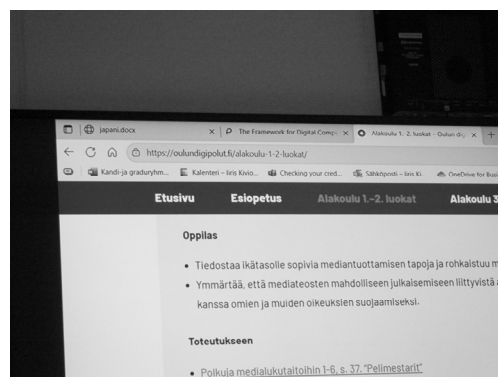 japani.docx
The Framework for Digital Comp
Alakoulu 1. 2. luokat – Oulun dig
https://oulundigipolut.fi/alakoulu-1-2-luokat/
Kandi-ja graduryhm...
Kalenteri – Iiris Kivio...
Checking your cred...
Sähköposti – Iiris Ki
OneDrive for Busi
Etusivu Esiopetus Alakoulu 1.-2. luokat Alakoulu 3
Oppilas
• Tiedostaa ikätasolle sopivia mediantuottamisen tapoja ja rohkaistuu m
• Ymmärtää, että mediateosten mahdolliseen julkaisemiseen liittyvistä a
kanssa omien ja muiden oikeuksien suojaamiseksi.
Toteutukseen
• Polkuja medialukutaitoihin 1-6, s. 37. "Pelimestarit"